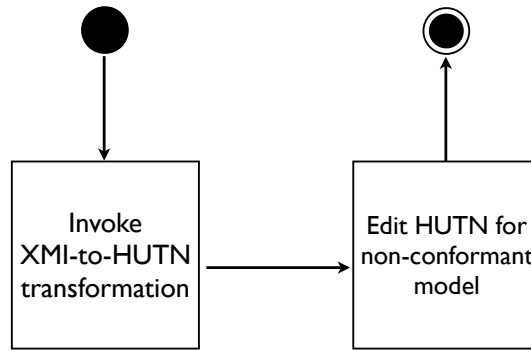 Invoke
XMI-to-HUTN
transformation
Edit HUTN for
non-conformant
model